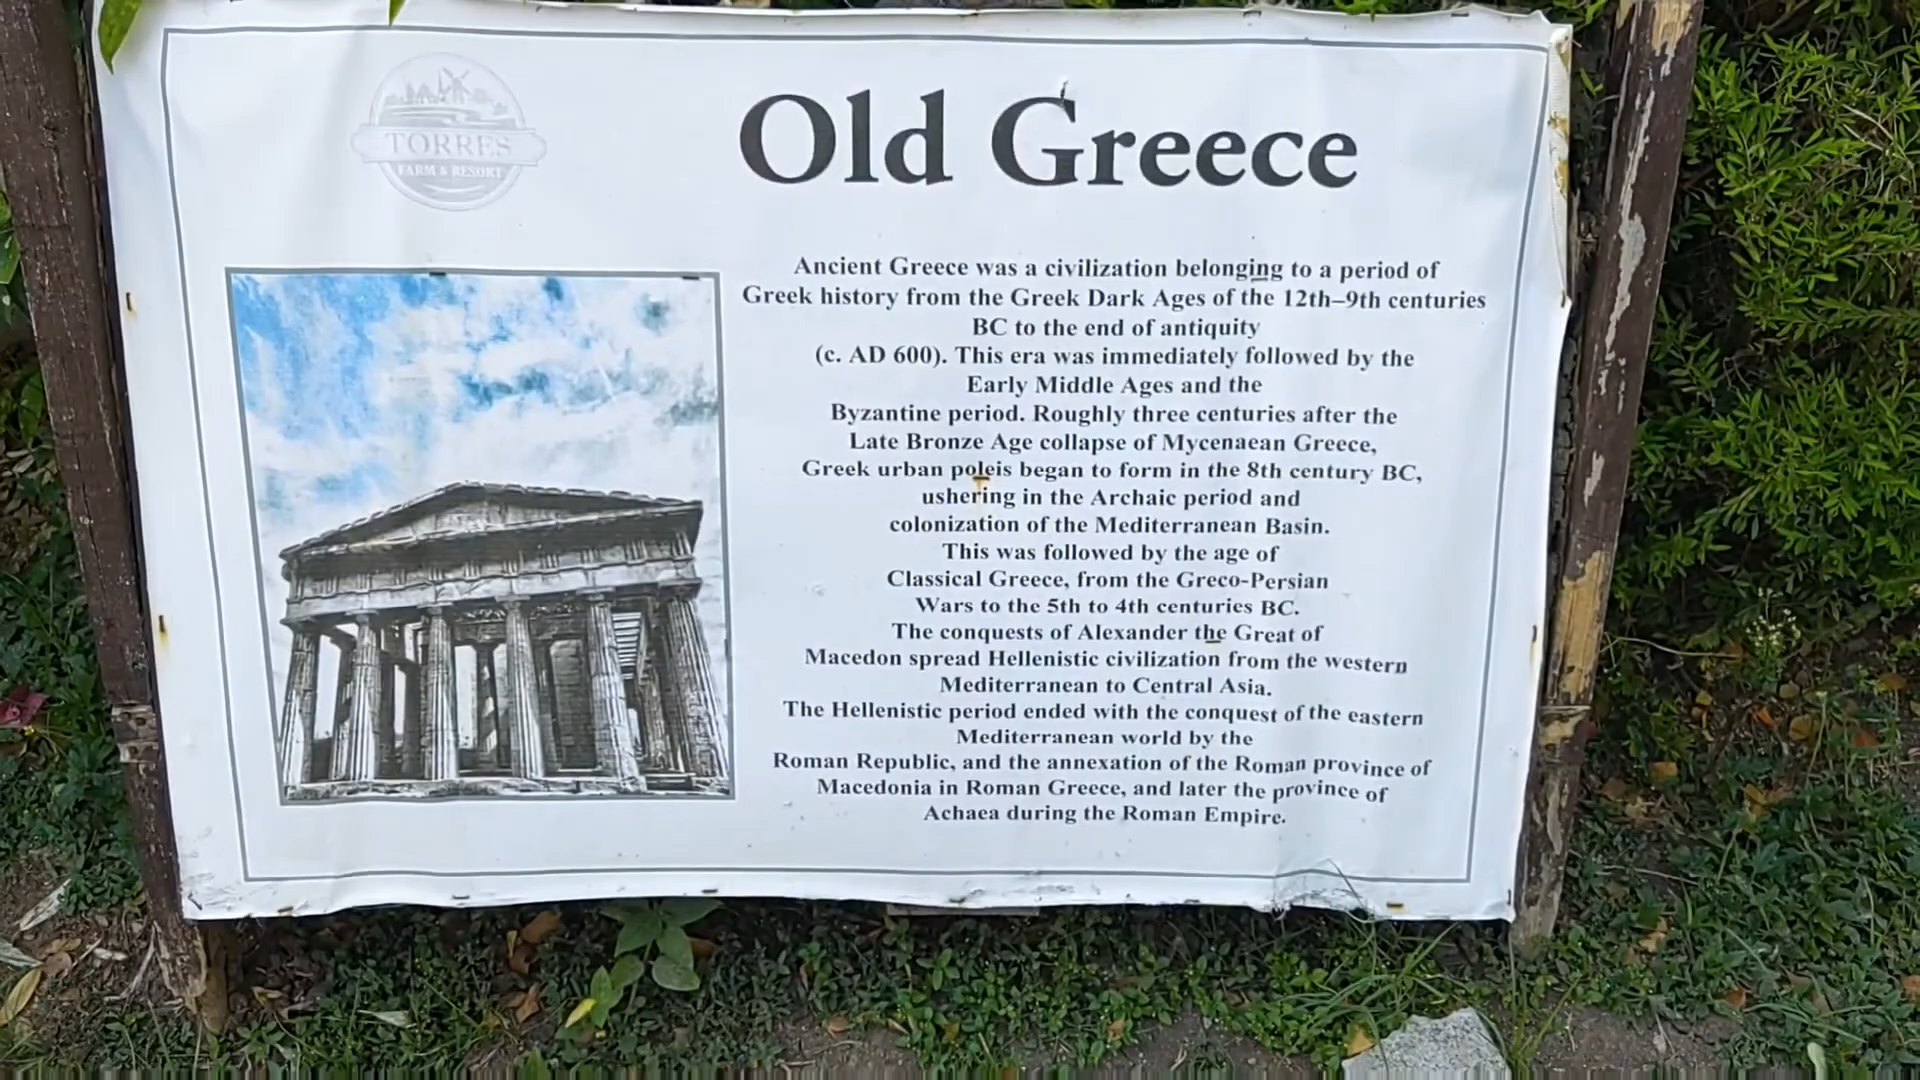 TORRES
FARM & RESORT
Old Greece
Ancient Greece was a civilization belonging to a period of
Greek history from the Greek Dark Ages of the 12th–9th centuries
BC to the end of antiquity
(c. AD 600). This era was immediately followed by the
Early Middle Ages and the
Byzantine period. Roughly three centuries after the
Late Bronze Age collapse of Mycenaean Greece,
Greek urban poleis began to form in the 8th century BC,
ushering in the Archaic period and
colonization of the Mediterranean Basin.
This was followed by the age of
Classical Greece, from the Greco-Persian
Wars to the 5th to 4th centuries BC.
The conquests of Alexander the Great of
Macedon spread Hellenistic civilization from the western
Mediterranean to Central Asia.
The Hellenistic period ended with the conquest of the eastern
Mediterranean world by the
Roman Republic, and the annexation of the Roman province of
Macedonia in Roman Greece, and later the province of
Achaea during the Roman Empire.